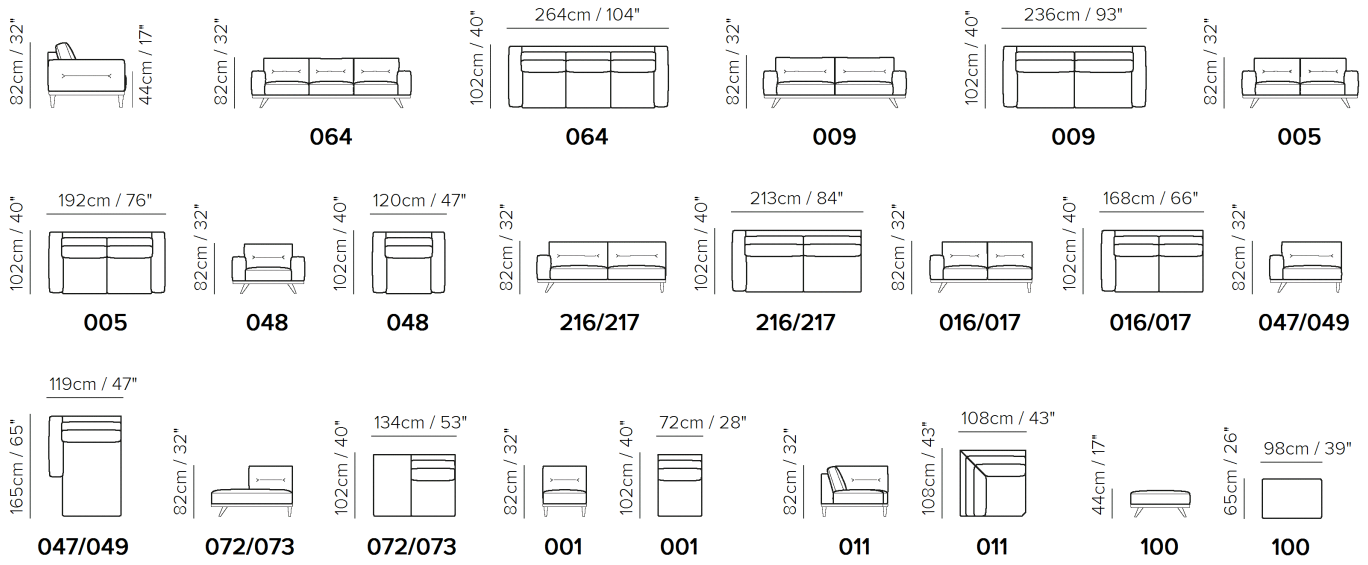 82cm / 32"
44cm / 17"
82cm / 32"
064
102cm / 40"
264cm / 104"
064
82cm / 32"
009
102cm / 40"
236cm / 93"
009
82cm / 32"
005
102cm / 40"
192cm / 76"
005
82cm / 32"
048
102cm / 40"
120cm / 47"
048
82cm / 32"
216/217
102cm / 40"
213cm / 84"
216/217
82cm / 32"
016/017
102cm / 40"
168cm / 66"
016/017
82cm / 32"
047/049
165cm / 65"
119cm / 47"
047/049
82cm / 32"
072/073
102cm / 40"
134cm / 53"
072/073
82cm / 32"
001
102cm / 40"
72cm / 28"
001
82cm / 32"
011
108cm / 43"
108cm / 43"
011
44cm / 17"
100
65cm / 26"
98cm / 39"
100